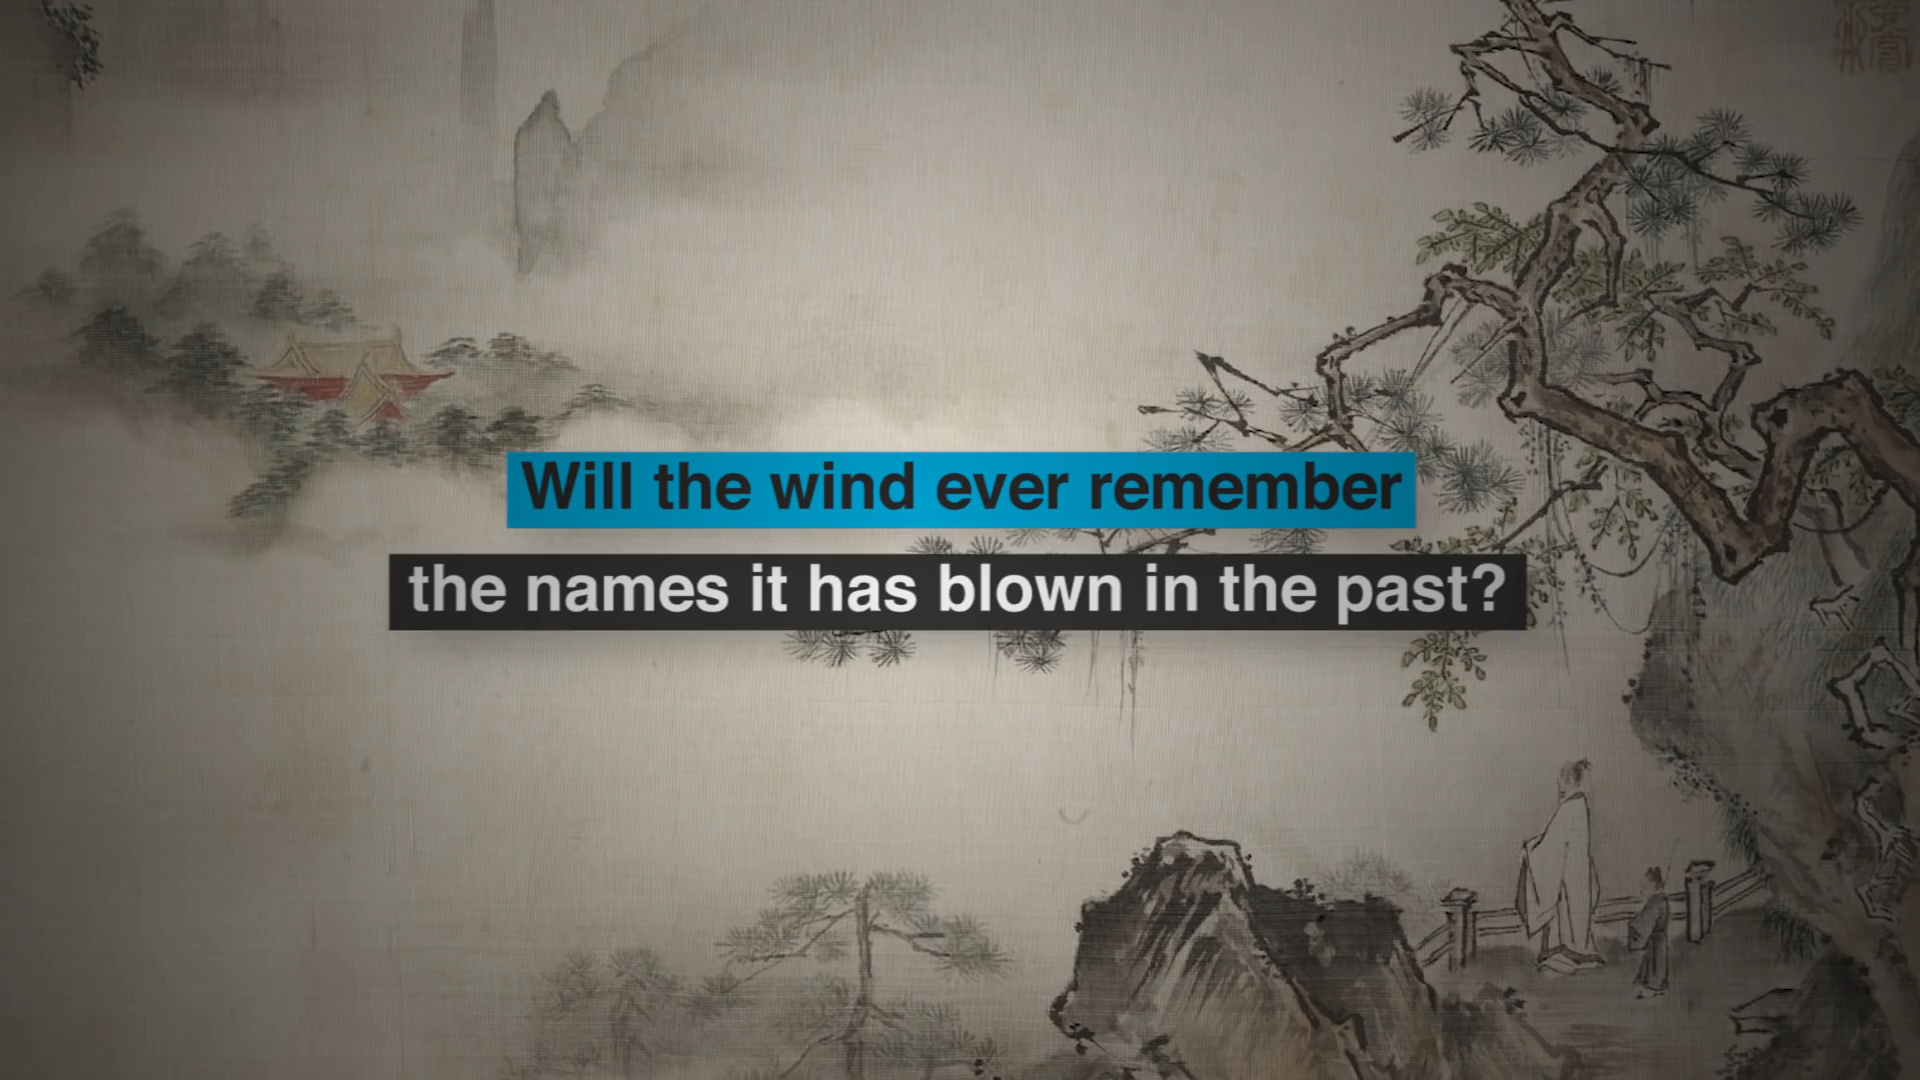 Will the wind ever remember
the names it has blown in the past?